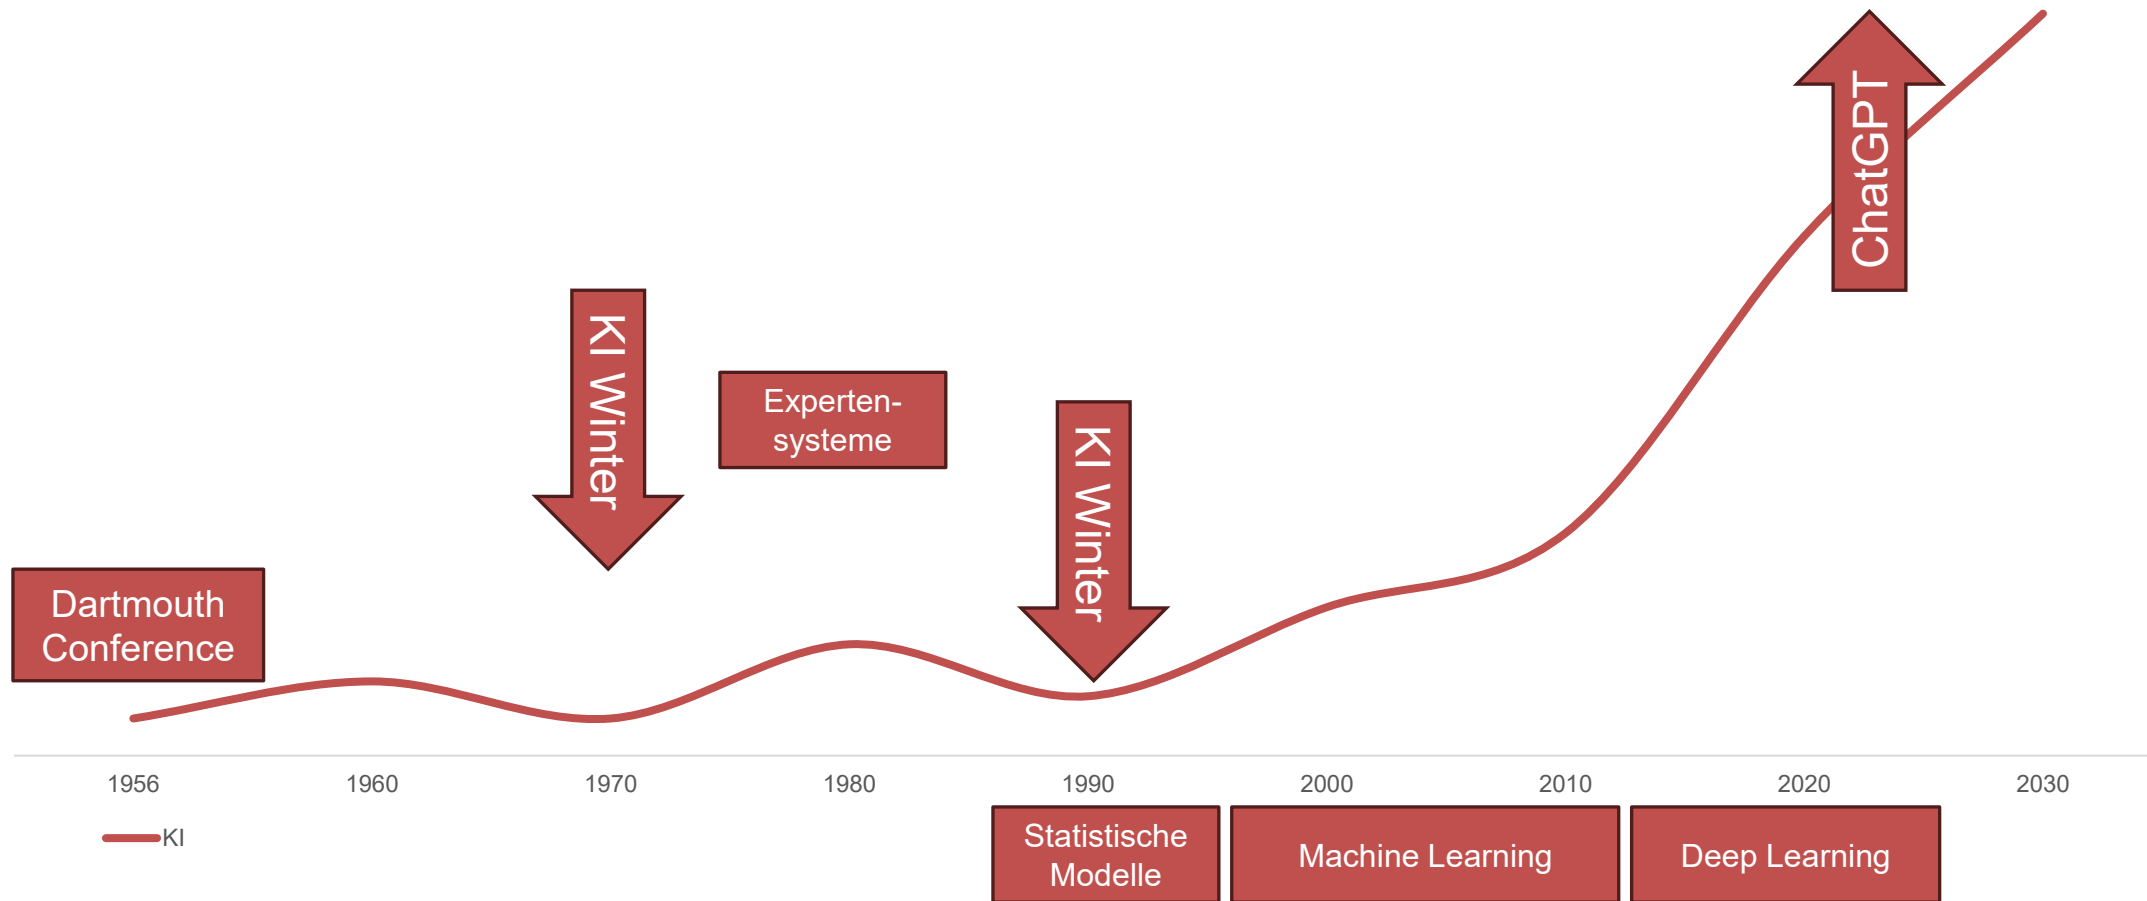 ChatGPT
KI Winter
Experten-
systeme
KI Winter
Dartmouth
Conference
1956
1960
1970
1980
1990
2000
2010
2020
2030
KI
Statistische
Modelle
Machine Learning
Deep Learning